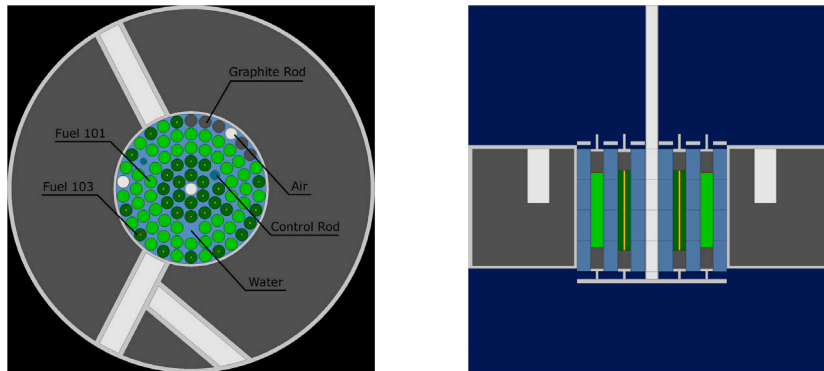 Graphite Rod
Fuel 101
Air
Fuel 103
Control Rod
Water